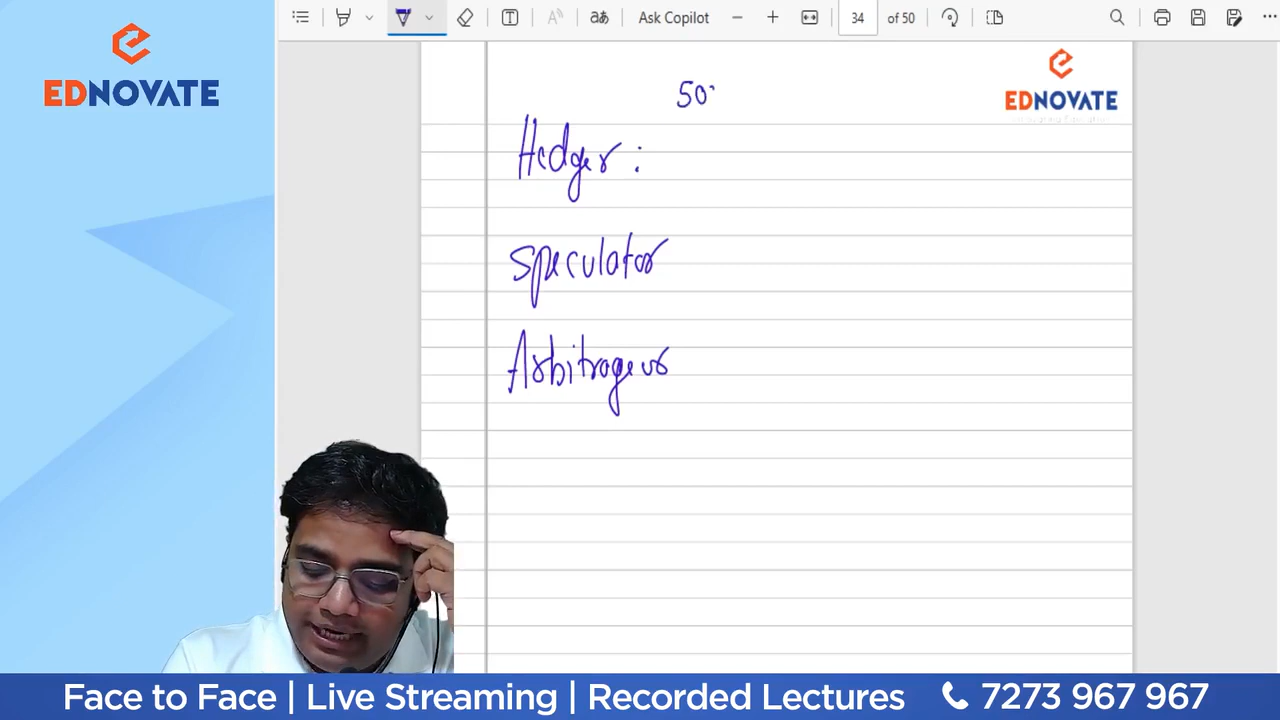 EDNOVATE
Ask Copilot
34
of 50
EDNOVATE
50
Hedger :
Speculator
Arbitrageur
Face to Face | Live Streaming | Recorded Lectures
7273 967 967